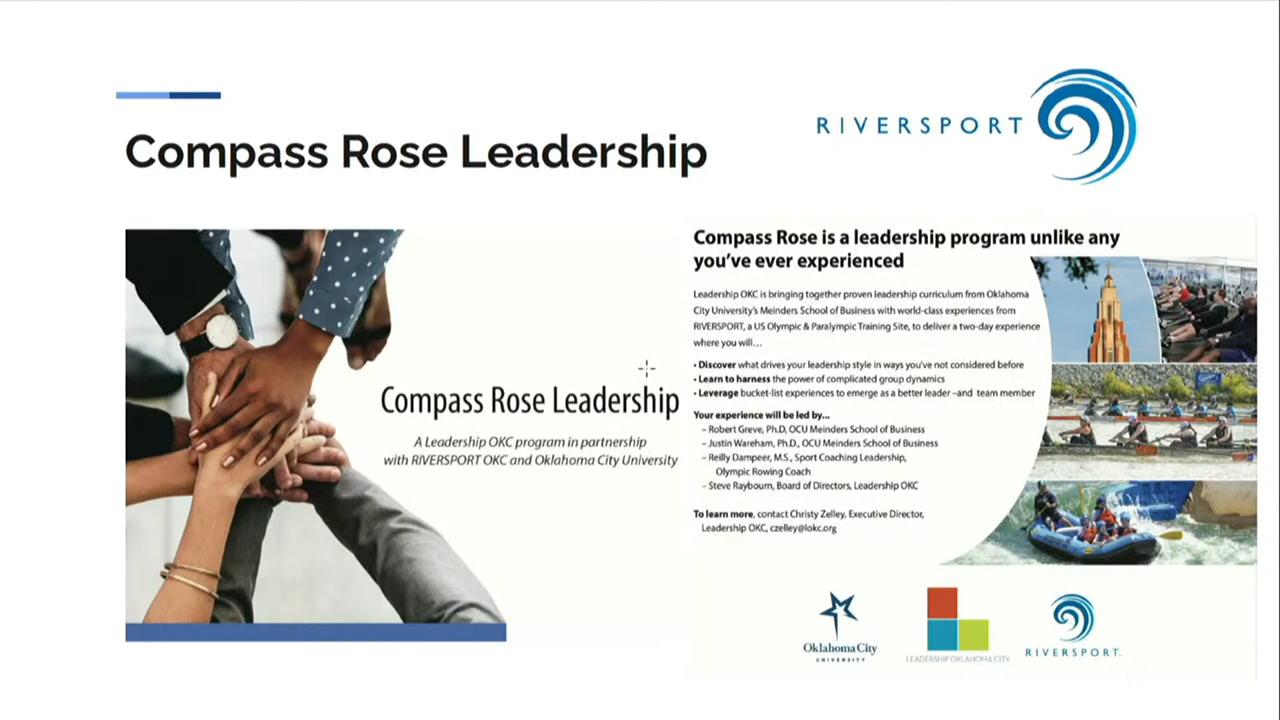 RIVERSPORT
Compass Rose Leadership
Compass Rose Leadership
A Leadership OKC program in partnership
with RIVERSPORT OKC and Oklahoma City University
Compass Rose is a leadership program unlike any
you've ever experienced
Leadership OKC is bringing together proven leadership curriculum from Oklahoma
City University's Meinders School of Business with world-class experiences from
RIVERSPORT, a US Olympic & Paralympic Training Site, to deliver a two-day experience
where you will...
• Discover what drives your leadership style in ways you've not considered before
• Learn to harness the power of complicated group dynamics
• Leverage bucket-list experiences to emerge as a better leader –and team member
Your experience will be led by...
– Robert Greve, Ph.D, OCU Meinders School of Business
– Justin Wareham, Ph.D., OCU Meinders School of Business
– Reilly Dampeer, M.S., Sport Coaching Leadership,
Olympic Rowing Coach
– Steve Raybourn, Board of Directors, Leadership OKC
To learn more, contact Christy Zelley, Executive Director,
Leadership OKC, czelley@lokc.org
Oklahoma City
UNIVERSITY
LEADERSHIP OKLAHOMA CITY
RIVERSPORT.